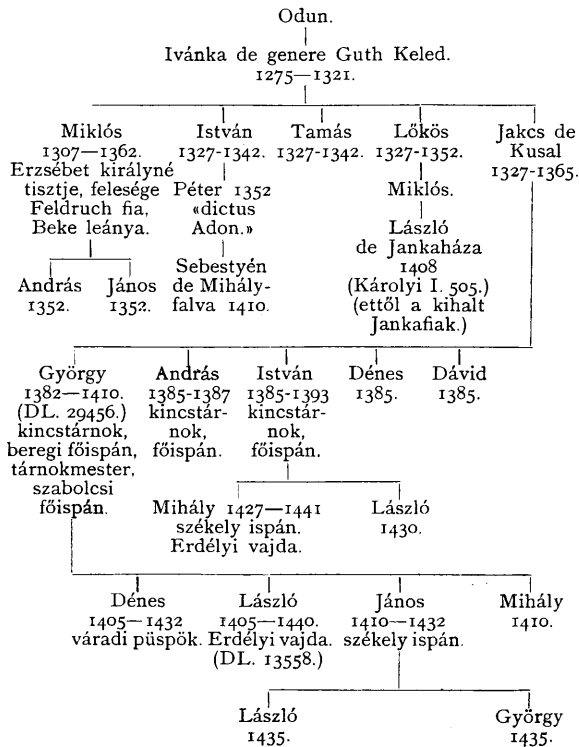 Odun.
Ivánka de genere Guth Keled.
1275—1321.
Miklós
1307—1362.
Erzsébet királyné
tisztje, felesége
Feldruch fia,
Beke leánya.
András
1352.
János
1352.
István
1327-1342.
Péter 1352
«dictus
Adon.»
Sebestyén
de Mihály-
falva 1410.
Tamás
1327-1342.
Lőkös
1327-1352.
Miklós.
László
de Jankaháza
1408
(Károlyi I. 505.)
(ettől a kihalt
Jankafiak.)
Jakcs de
Kusal
1327-1365.
György
1382—1410.
(DL. 29456.)
kincstárnok,
beregi főispán,
tárnokmester,
szabolcsi
főispán.
András
1385-1387
kincstár-
nok,
főispán.
István
1385-1393
kincstár-
nok,
főispán.
Dénes
1385.
Dávid
1385.
Mihály 1427—1441
székely ispán.
Erdélyi vajda.
László
1430.
Dénes
1405—1432
váradi püspök.
László
1405—1440.
Erdélyi vajda.
(DL. 13558.)
János
1410—1432
székely ispán.
Mihály
1410.
László
1435.
György
1435.